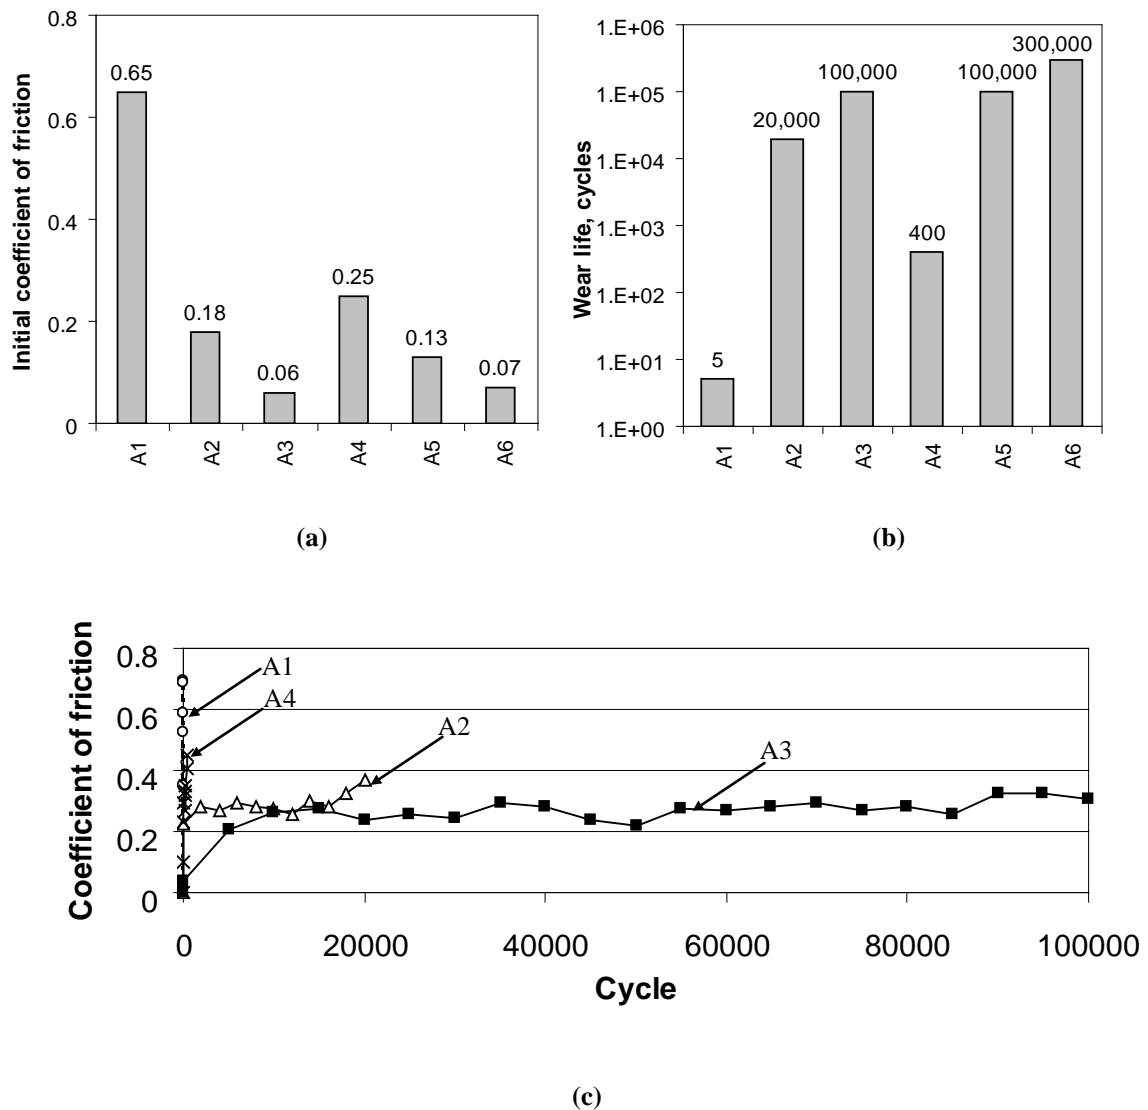 Initial coefficient of friction
0.8
0.6
0.4
0.2
0
0.65
0.18
0.06
0.25
0.13
0.07
A1
A2
A3
A4
A5
A6
(a)
Wear life, cycles
1.E+06
1.E+05
1.E+04
1.E+03
1.E+02
1.E+01
1.E+00
5
20,000
100,000
400
100,000
300,000
A1
A2
A3
A4
A5
A6
(b)
Coefficient of friction
0.8
0.6
0.4
0.2
0
A1
A4
A2
A3
0 20000 40000 60000 80000 100000
Cycle
(c)